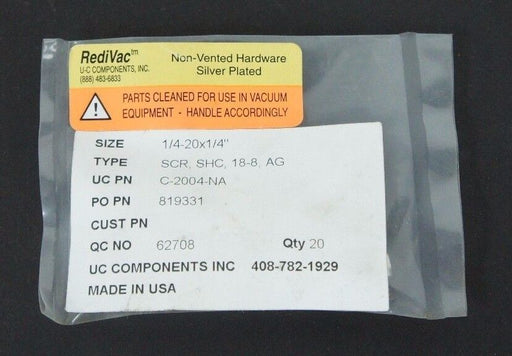 RediVac™
U-C COMPONENTS, INC.
(888) 483-6833
Non-Vented Hardware
Silver Plated
PARTS CLEANED FOR USE IN VACUUM
EQUIPMENT - HANDLE ACCORDINGLY
SIZE 1/4-20x1/4"
TYPE SCR, SHC, 18-8, AG
UC PN C-2004-NA
PO PN 819331
CUST PN
QC NO 62708 Qty 20
UC COMPONENTS INC 408-782-1929
MADE IN USA